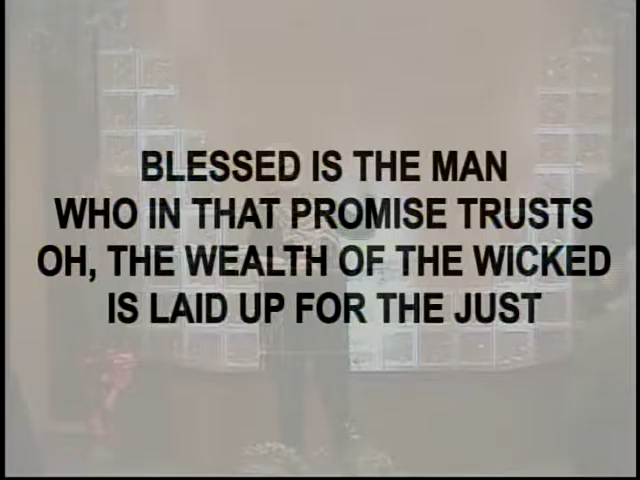 BLESSED IS THE MAN
WHO IN THAT PROMISE TRUSTS
OH, THE WEALTH OF THE WICKED
IS LAID UP FOR THE JUST